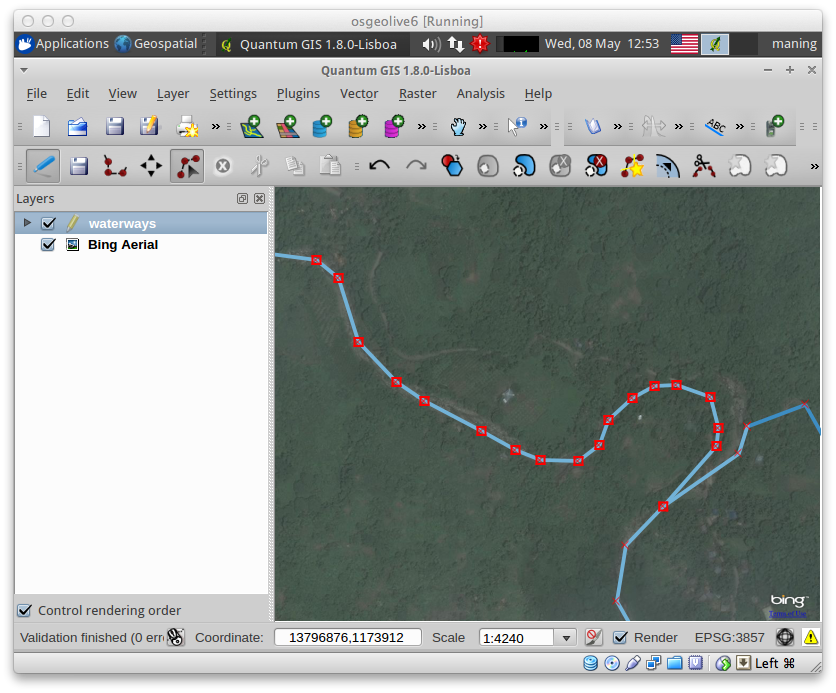 osgeolive6 [Running]
Applications Geospatial Quantum GIS 1.8.0-Lisboa Wed, 08 May 12:53 maning
Quantum GIS 1.8.0-Lisboa
File Edit View Layer Settings Plugins Vector Raster Analysis Help
ABC
Layers
waterways
Bing Aerial
bing
Control rendering order
Validation finished (0 erro Coordinate: 13796876,1173912 Scale 1:4240 Render EPSG:3857
Left ⌘